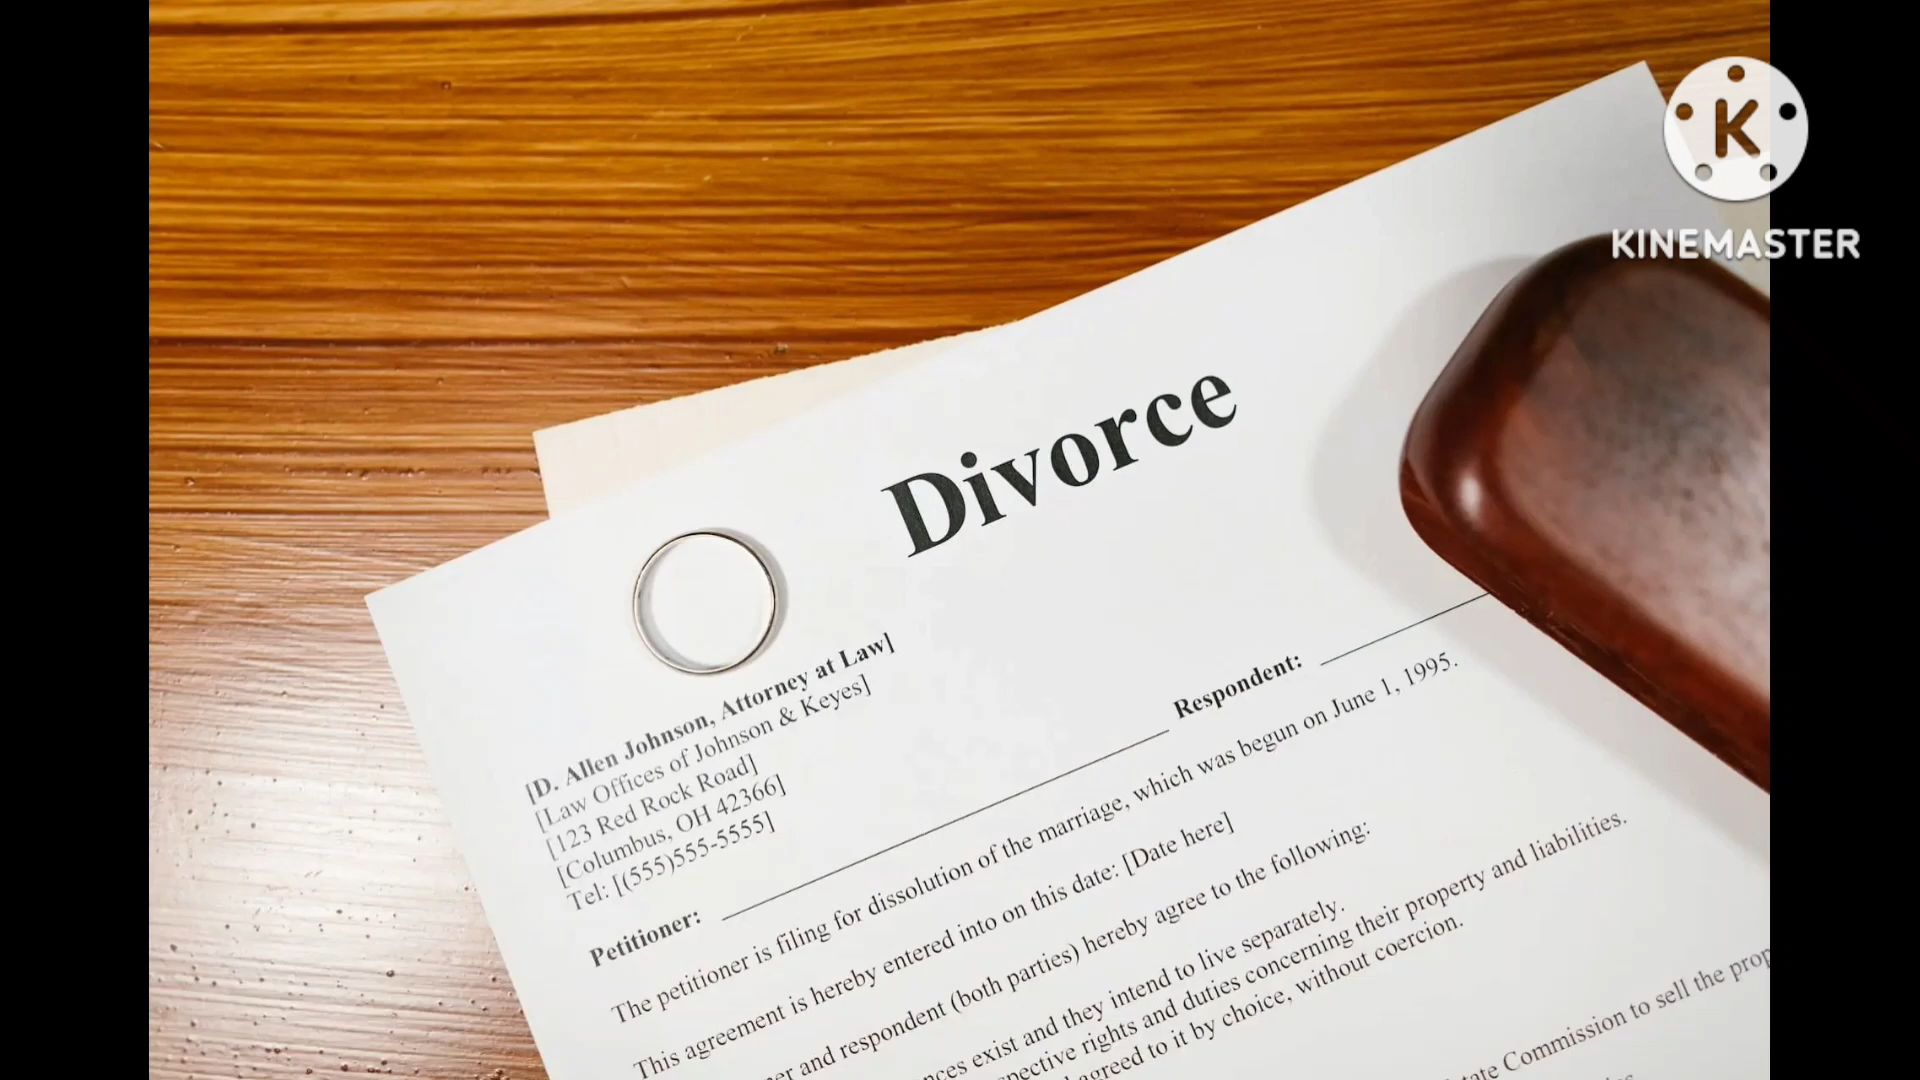 K
KINEMASTER
Divorce
[D. Allen Johnson, Attorney at Law]
[Law Offices of Johnson & Keyes]
[123 Red Rock Road]
[Columbus, OH 42366]
Tel: [(555)555-5555]
Petitioner: Respondent:
The petitioner is filing for dissolution of the marriage, which was begun on June 1, 1995.
This agreement is hereby entered into on this date: [Date here]
and respondent (both parties) hereby agree to the following:
exist and they intend to live separately.
rights and duties concerning their property and liabilities.
agreed to it by choice, without coercion.
Commission to sell the